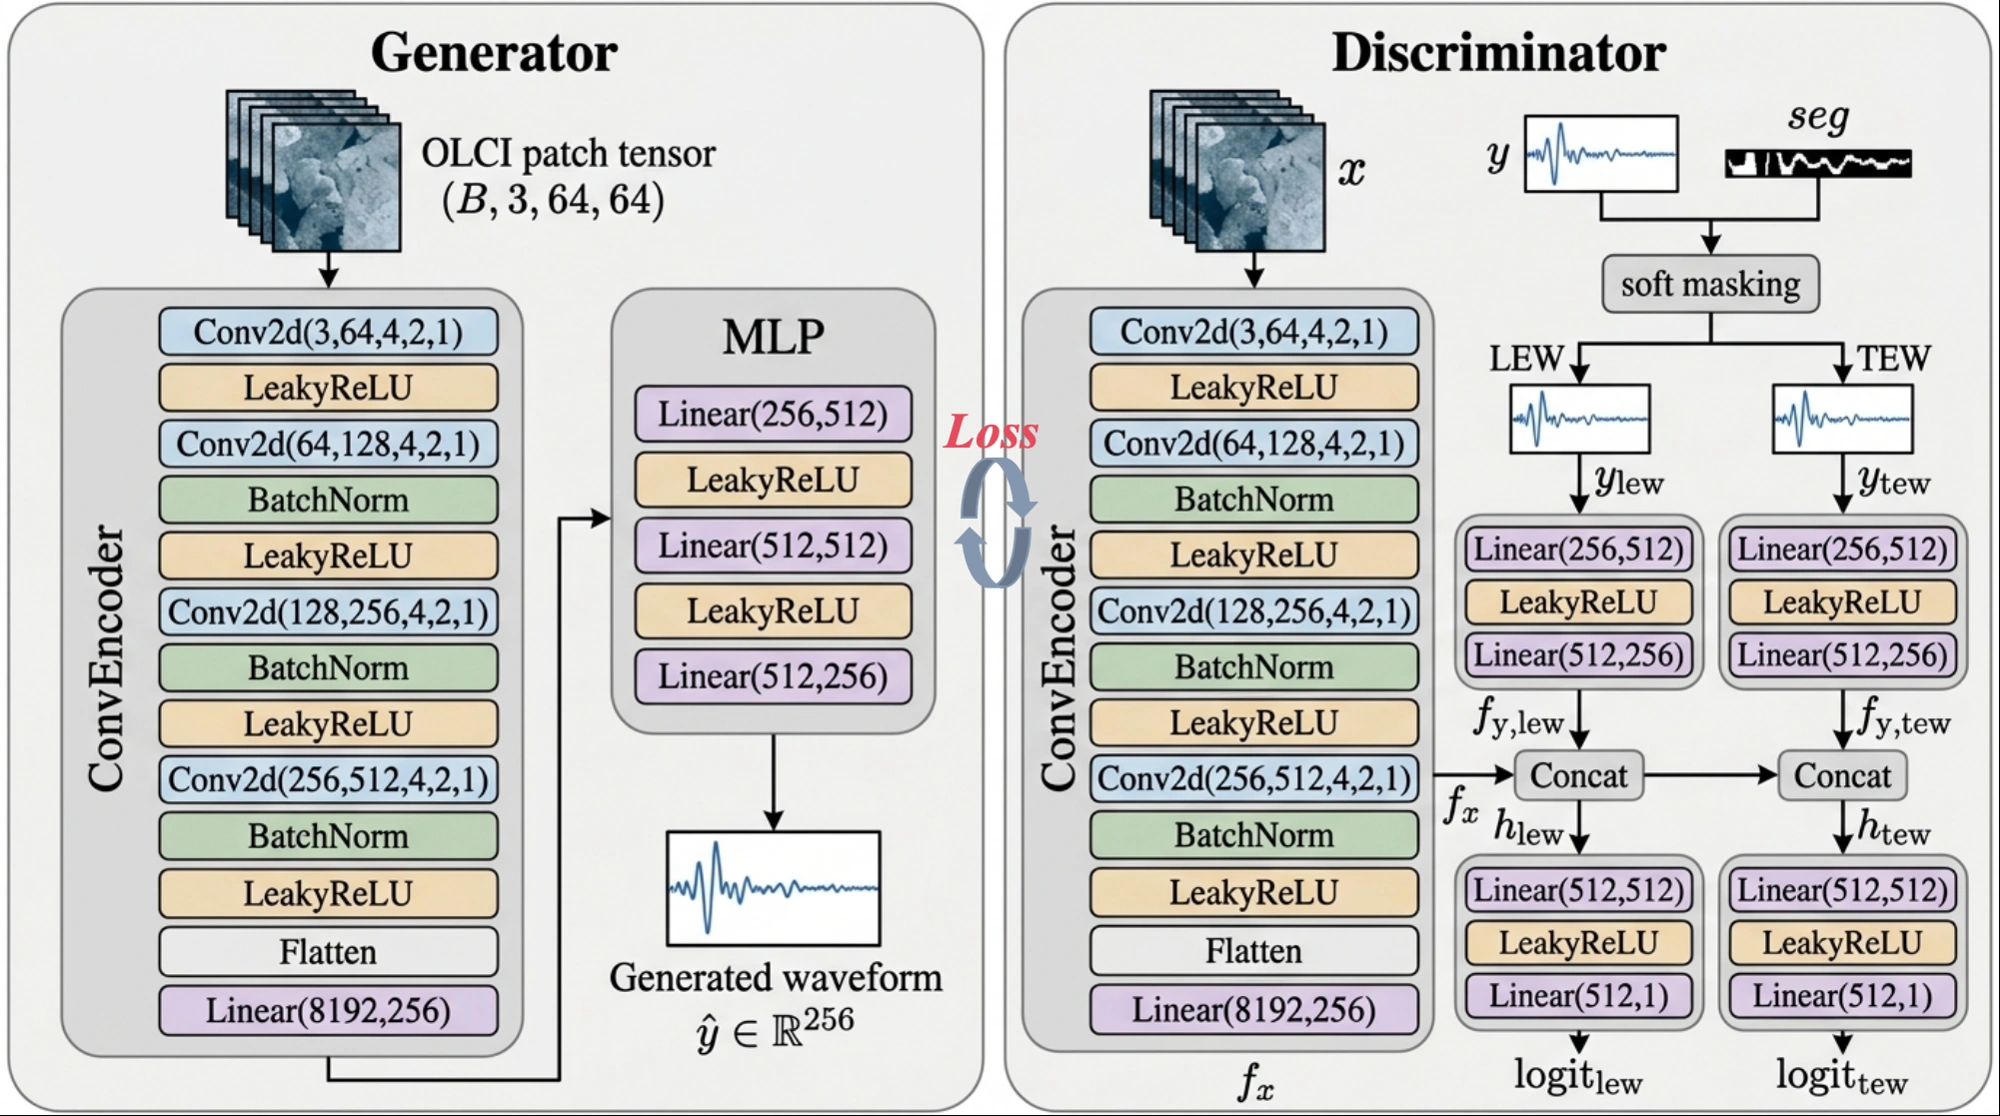 Generator
OLCI patch tensor
(B, 3, 64, 64)
ConvEncoder
Conv2d(3,64,4,2,1)
LeakyReLU
Conv2d(64,128,4,2,1)
BatchNorm
LeakyReLU
Conv2d(128,256,4,2,1)
BatchNorm
LeakyReLU
Conv2d(256,512,4,2,1)
BatchNorm
LeakyReLU
Flatten
Linear(8192,256)
MLP
Linear(256,512)
LeakyReLU
Linear(512,512)
LeakyReLU
Linear(512,256)
Generated waveform
ŷ ∈ ℝ²⁵⁶
Loss
Discriminator
x
ConvEncoder
Conv2d(3,64,4,2,1)
LeakyReLU
Conv2d(64,128,4,2,1)
BatchNorm
LeakyReLU
Conv2d(128,256,4,2,1)
BatchNorm
LeakyReLU
Conv2d(256,512,4,2,1)
BatchNorm
LeakyReLU
Flatten
Linear(8192,256)
f_x
f_x
y
seg
soft masking
LEW
TEW
y_lew
y_tew
Linear(256,512)
LeakyReLU
Linear(512,256)
Linear(256,512)
LeakyReLU
Linear(512,256)
f_y,lew
f_y,tew
Concat
Concat
h_lew
h_tew
Linear(512,512)
LeakyReLU
Linear(512,1)
Linear(512,512)
LeakyReLU
Linear(512,1)
logit_lew
logit_tew